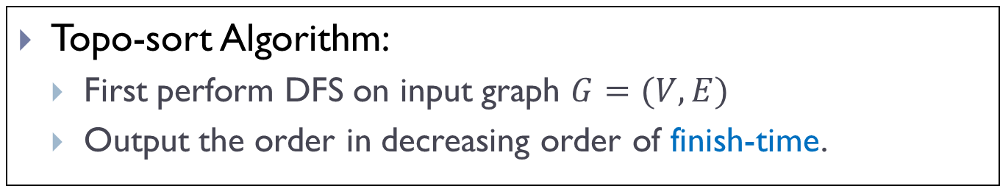 Topo-sort Algorithm:
First perform DFS on input graph G = (V, E)
Output the order in decreasing order of finish-time.